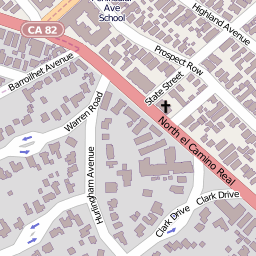 Ave
School
CA 82
Highland Avenue
Prospect Row
Barroilhet Avenue
State Street
Warren Road
North el Camino Real
Huntingham Avenue
Clark Drive
Clark Drive